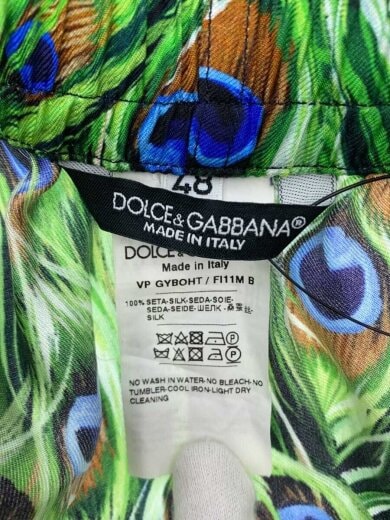 48
DOLCE&GABBANA®
MADE IN ITALY
DOLCE
Made in Italy
VP GYBOHT / FI11M B
100% SETA-SILK-SEDA-SOIE-
SEDA-SEIDE-ШЕЛК-桑蚕丝-
SILK
NO WASH IN WATER-NO BLEACH-NO
TUMBLER-COOL IRON-LIGHT DRY
CLEANING